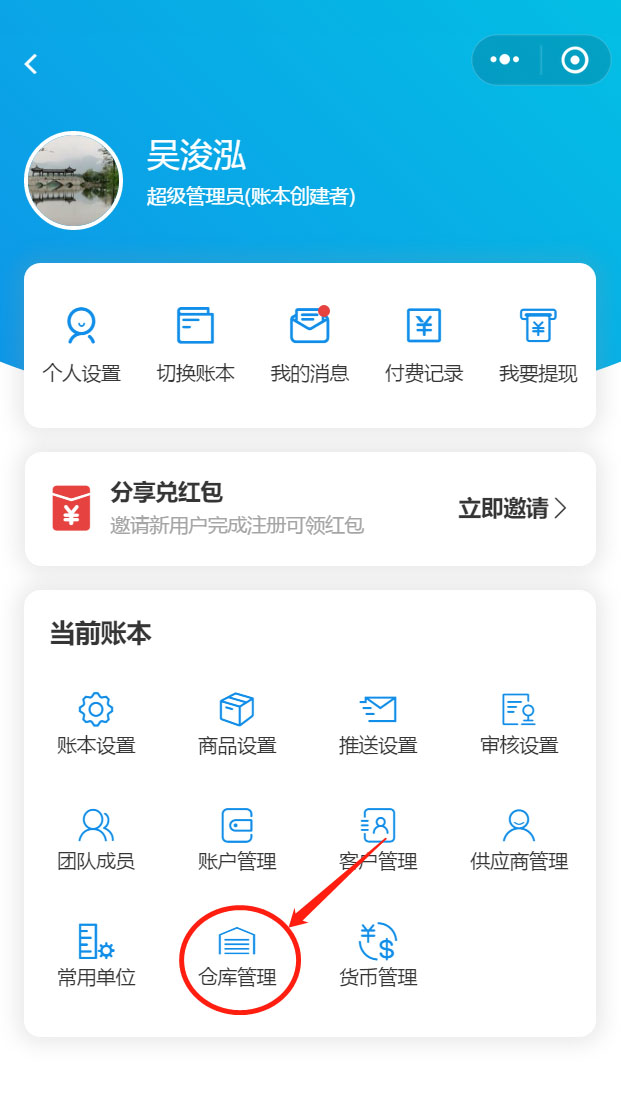 吴浚泓
超级管理员(账本创建者)
个人设置 切换账本 我的消息 付费记录 我要提现
分享兑红包
邀请新用户完成注册可领红包
立即邀请
当前账本
账本设置 商品设置 推送设置 审核设置
团队成员 账户管理 客户管理 供应商管理
常用单位 仓库管理 货币管理